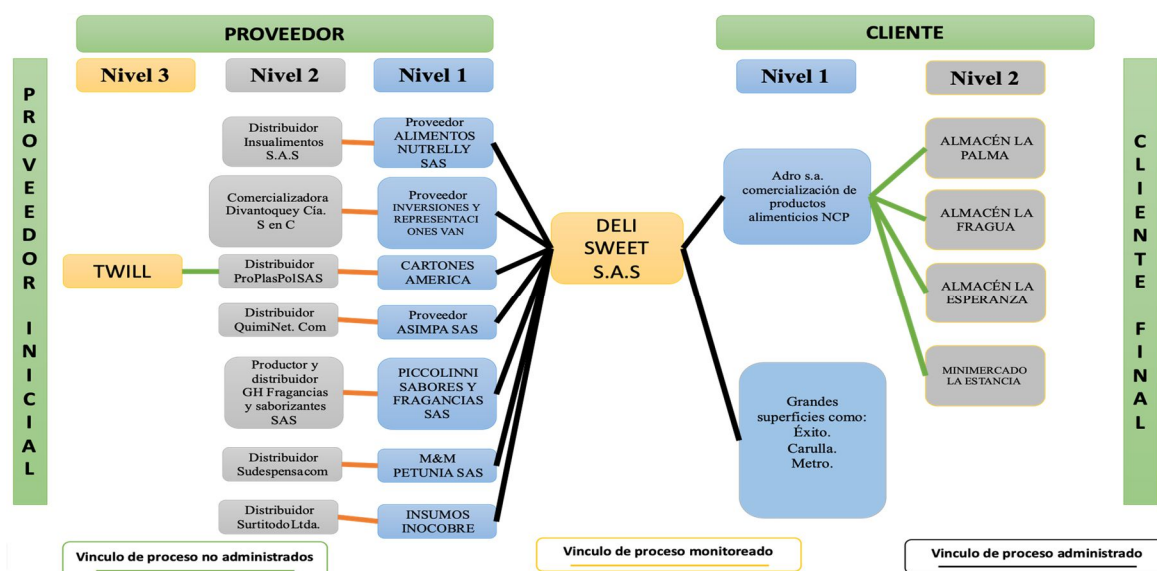 PROVEEDOR
CLIENTE
PROVEEDOR INICIAL
Nivel 3
Nivel 2
Nivel 1
Nivel 1
Nivel 2
CLIENTE FINAL
Distribuidor
Insualimentos
S.A.S
Proveedor
ALIMENTOS
NUTRELLY
SAS
Comercializadora
Divantoquey Cía.
S en C
Proveedor
INVERSIONES Y
REPRESENTACI
ONES VAN
TWILL
Distribuidor
ProPlasPolSAS
CARTONES
AMERICA
Distribuidor
QuimiNet. Com
Proveedor
ASIMPA SAS
Productor y
distribuidor
GH Fragancias
y saborizantes
SAS
PICCOLINNI
SABORES Y
FRAGANCIAS
SAS
Distribuidor
Sudespensacom
M&M
PETUNIA SAS
Distribuidor
SurtitodoLtda.
INSUMOS
INOCOBRE
DELI
SWEET
S.A.S
Adro s.a.
comercialización de
productos
alimenticios NCP
Grandes
superficies como:
Éxito.
Carulla.
Metro.
ALMACÉN LA
PALMA
ALMACÉN LA
FRAGUA
ALMACÉN LA
ESPERANZA
MINIMERCADO
LA ESTANCIA
Vinculo de proceso no administrados
Vinculo de proceso monitoreado
Vinculo de proceso administrado